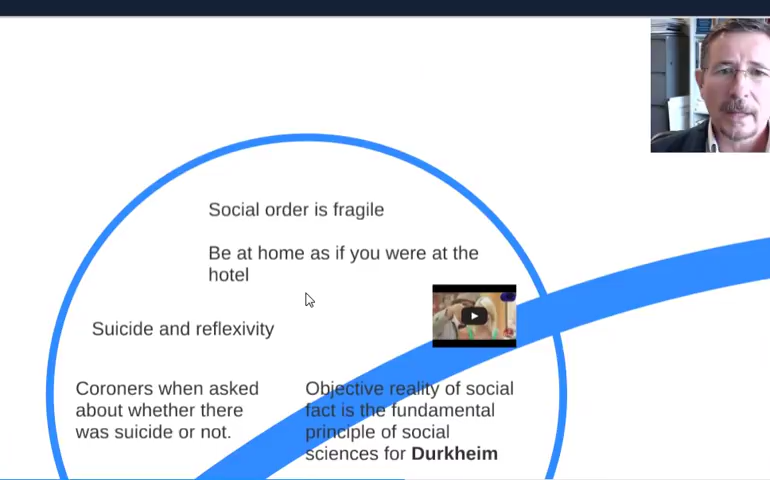 Social order is fragile
Be at home as if you were at the
hotel
Suicide and reflexivity
Coroners when asked
about whether there
was suicide or not.
Objective reality of social
fact is the fundamental
principle of social
sciences for Durkheim